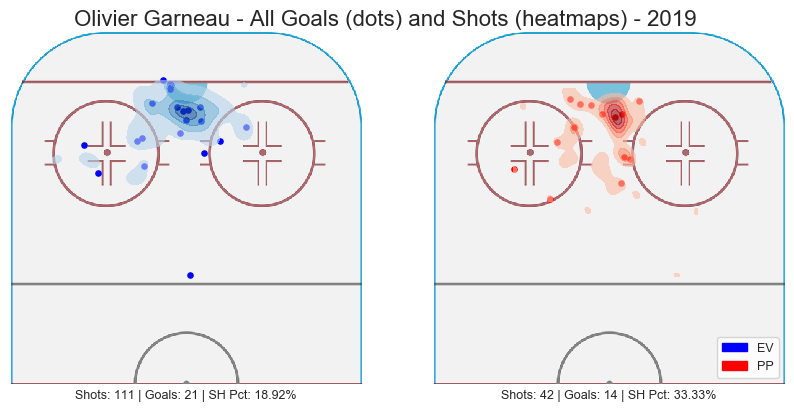 Olivier Garneau - All Goals (dots) and Shots (heatmaps) - 2019
EV
PP
Shots: 111 | Goals: 21 | SH Pct: 18.92%
Shots: 42 | Goals: 14 | SH Pct: 33.33%